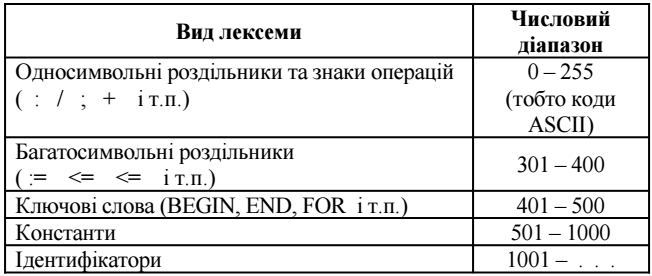 Вид лексеми
Числовий
діапазон
Односимвольні роздільники та знаки операцій
( : / ; + і т.п.)
0 – 255
(тобто коди
ASCII)
Багатосимвольні роздільники
( := <= <= і т.п.)
301 – 400
Ключові слова (BEGIN, END, FOR і т.п.)
401 – 500
Константи
501 – 1000
Ідентифікатори
1001 – . . .